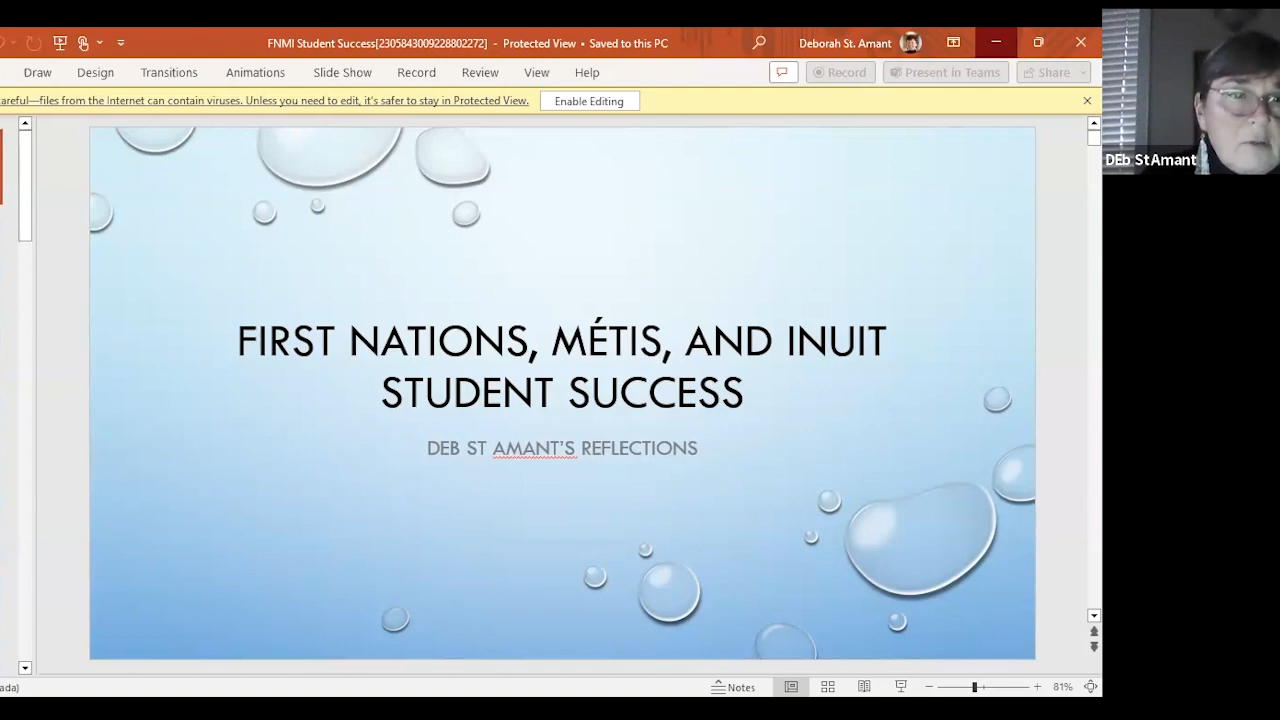 FNMI Student Success[2305843009228802272] - Protected View • Saved to this PC
Deborah St. Amant
Draw Design Transitions Animations Slide Show Record Review View Help
Record Present in Teams Share
careful—files from the Internet can contain viruses. Unless you need to edit, it's safer to stay in Protected View. Enable Editing
DEb StAmant
FIRST NATIONS, MÉTIS, AND INUIT
STUDENT SUCCESS
DEB ST AMANT'S REFLECTIONS
ada) Notes 81%